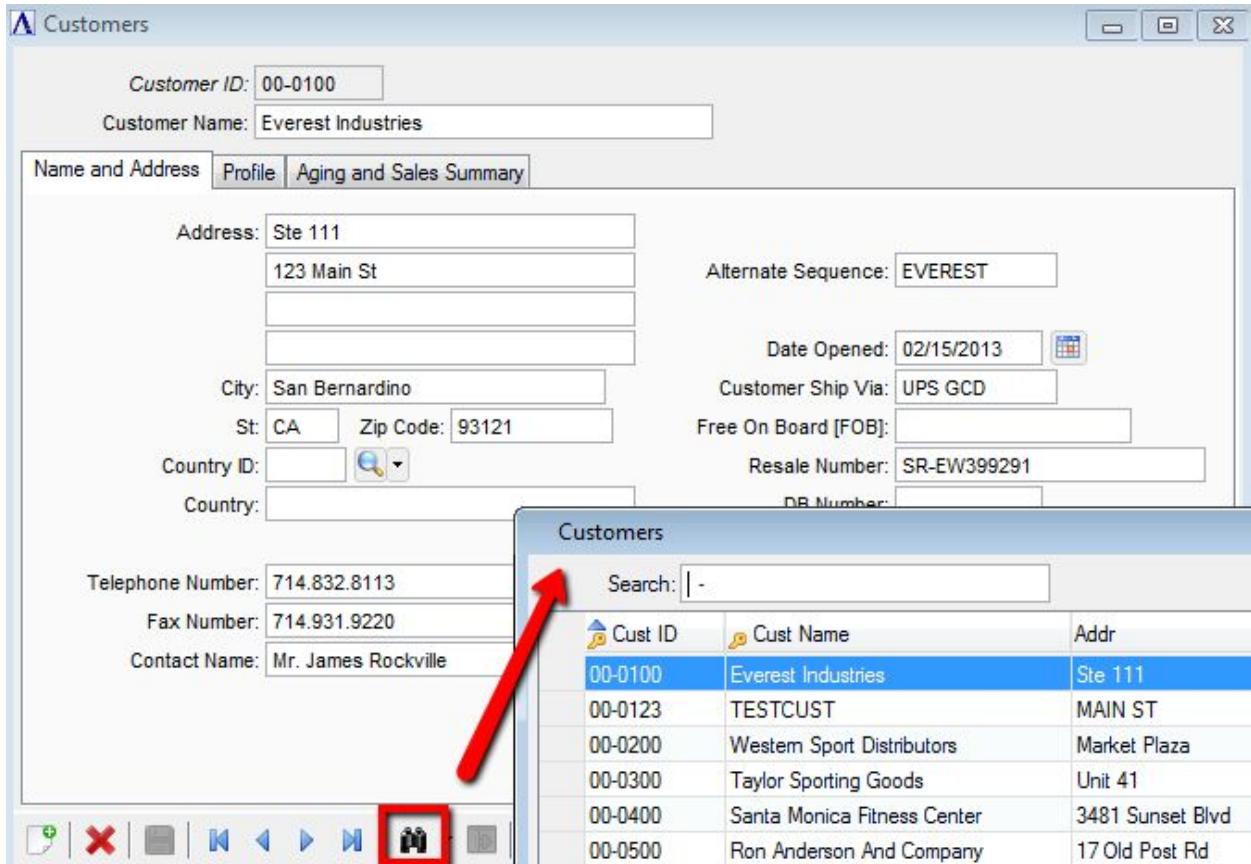 Customers
Customer ID: 00-0100
Customer Name: Everest Industries
Name and Address Profile Aging and Sales Summary
Address: Ste 111
123 Main St Alternate Sequence: EVEREST
Date Opened: 02/15/2013
City: San Bernardino Customer Ship Via: UPS GCD
St: CA Zip Code: 93121 Free On Board [FOB]:
Country ID: Resale Number: SR-EW399291
Country: DB Number:
Telephone Number: 714.832.8113
Fax Number: 714.931.9220
Contact Name: Mr. James Rockville
Customers
Search: -
Cust ID Cust Name Addr
00-0100 Everest Industries Ste 111
00-0123 TESTCUST MAIN ST
00-0200 Western Sport Distributors Market Plaza
00-0300 Taylor Sporting Goods Unit 41
00-0400 Santa Monica Fitness Center 3481 Sunset Blvd
00-0500 Ron Anderson And Company 17 Old Post Rd